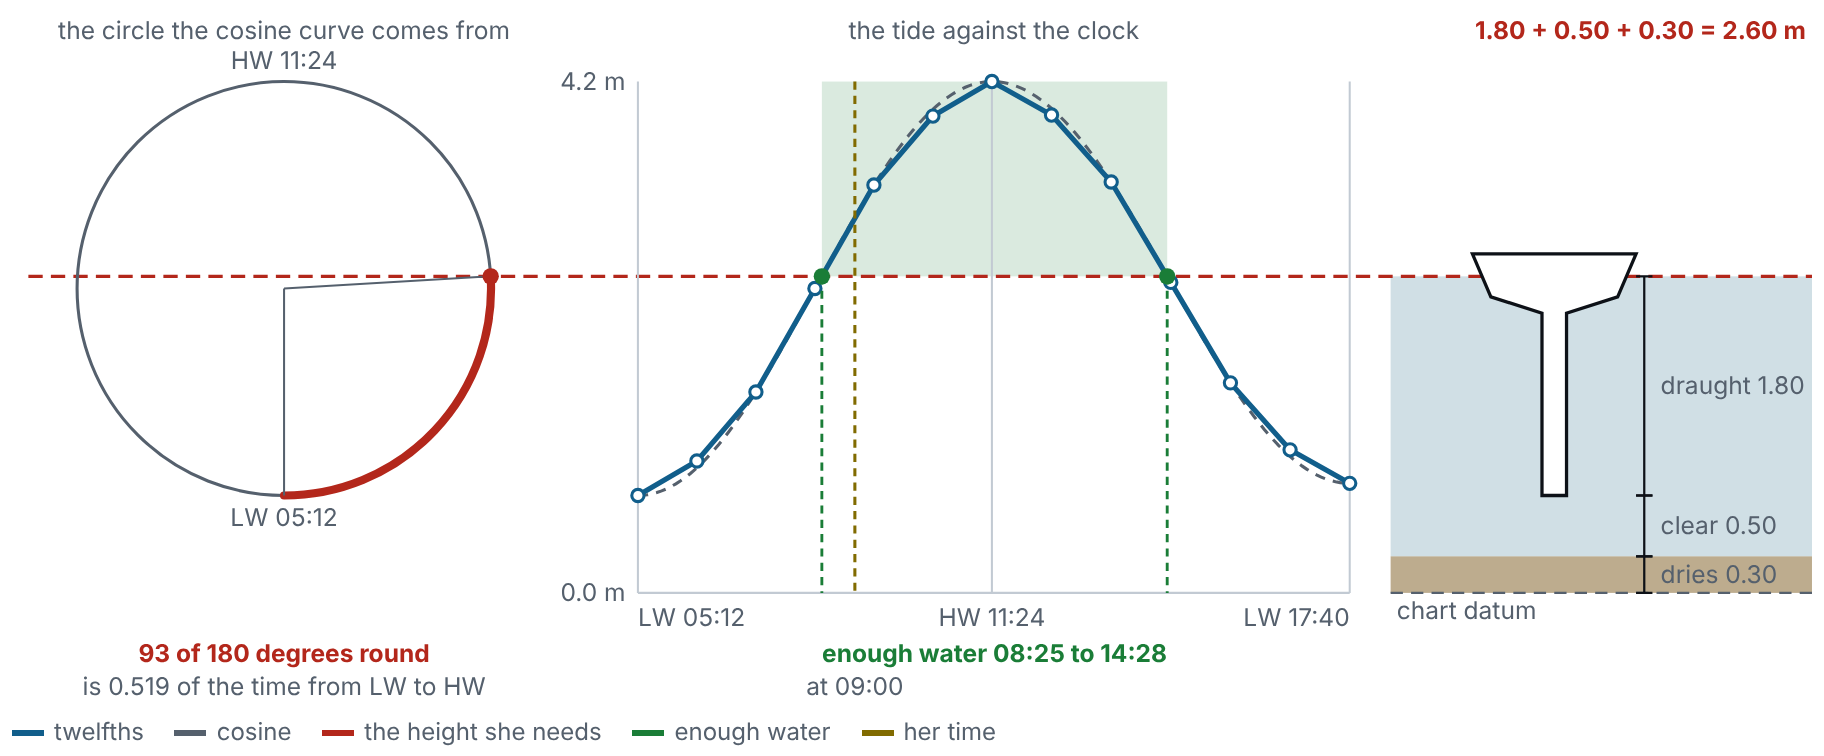 the circle the cosine curve comes from
HW 11:24
LW 05:12
93 of 180 degrees round
is 0.519 of the time from LW to HW
the tide against the clock
4.2 m
0.0 m
LW 05:12
HW 11:24
LW 17:40
enough water 08:25 to 14:28
at 09:00
1.80 + 0.50 + 0.30 = 2.60 m
draught 1.80
clear 0.50
dries 0.30
chart datum
twelfths
cosine
the height she needs
enough water
her time